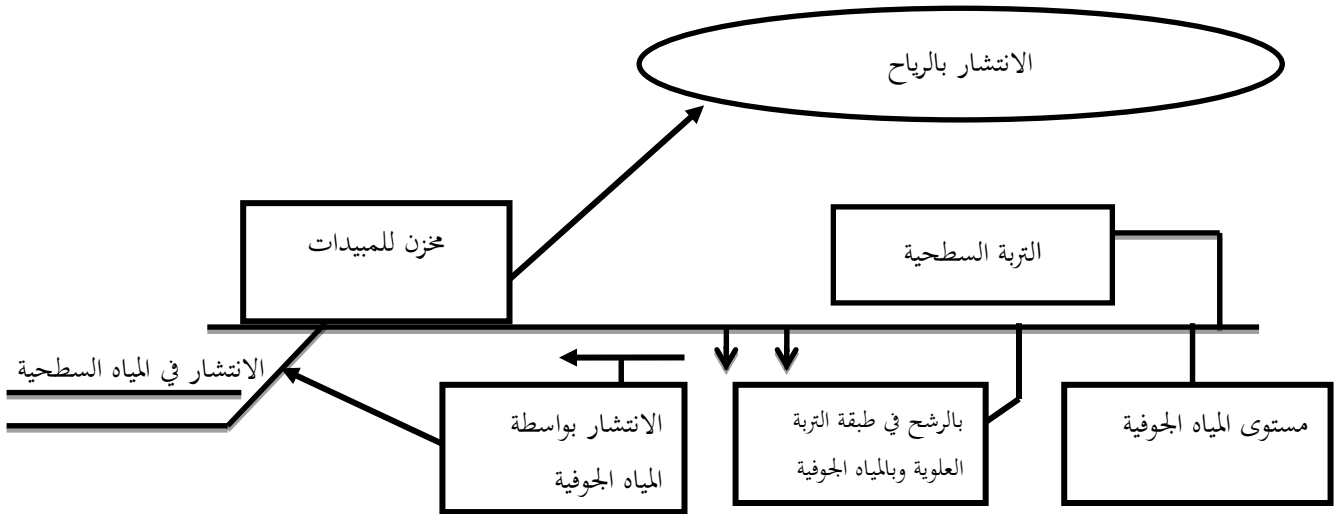 الانتشار بالرياح
مخزن للمبيدات
التربة السطحية
الانتشار في المياه السطحية
الانتشار بواسطة
المياه الجوفية
بالرشح في طبقة التربة
العلوية وبالمياه الجوفية
مستوى المياه الجوفية